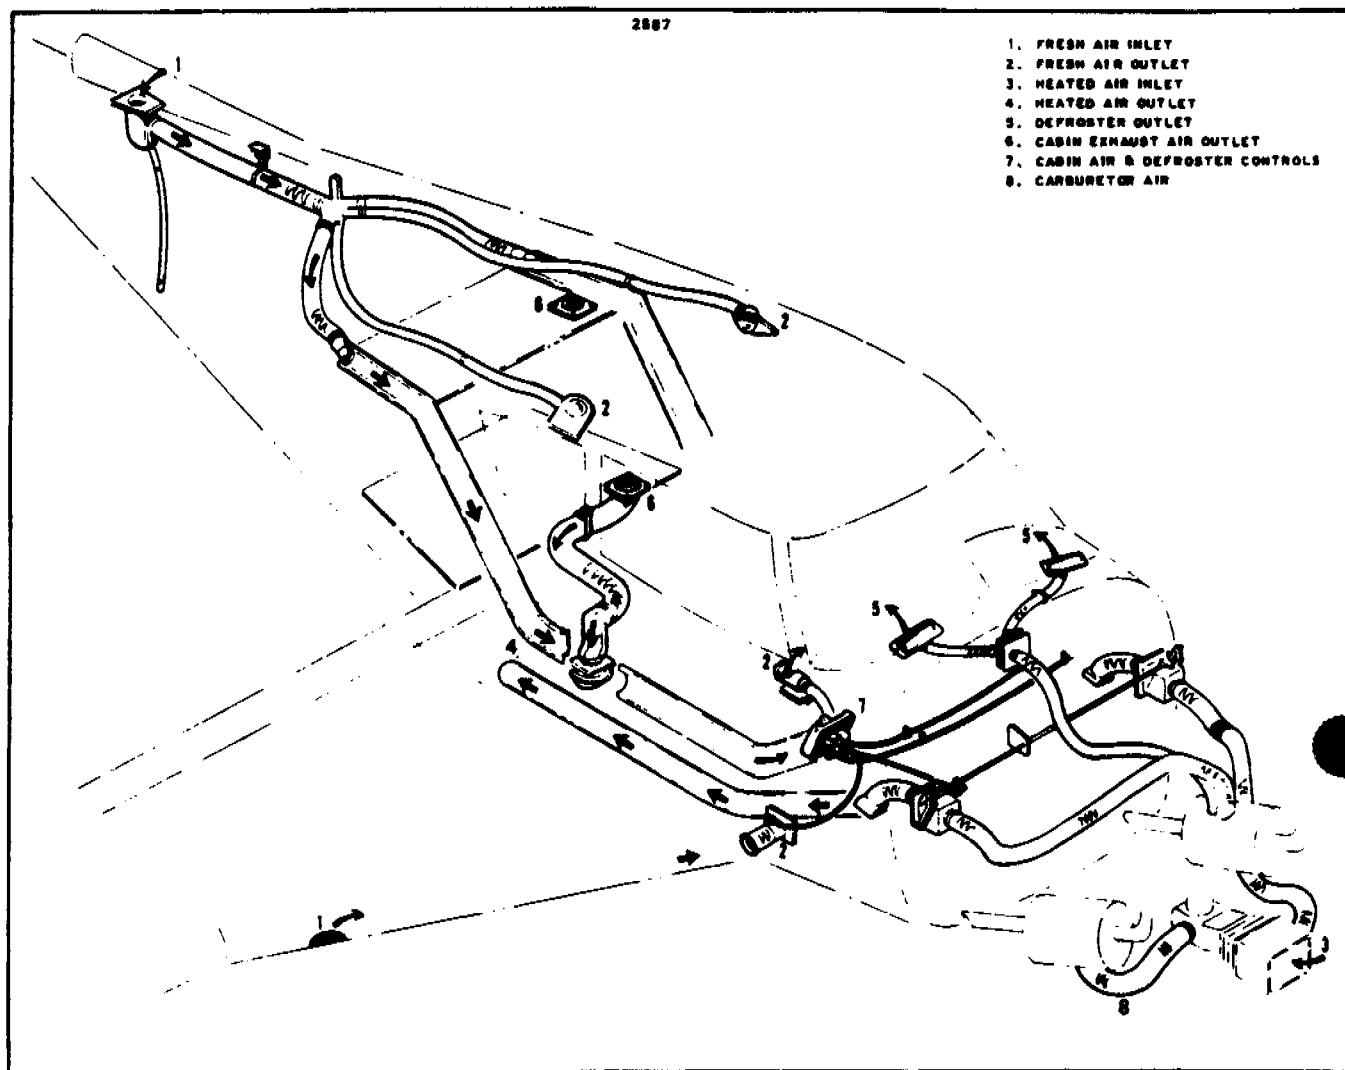 2887
1. FRESH AIR INLET
2. FRESH AIR OUTLET
3. HEATED AIR INLET
4. HEATED AIR OUTLET
5. DEFROSTER OUTLET
6. CABIN EXHAUST AIR OUTLET
7. CABIN AIR & DEFROSTER CONTROLS
8. CARBURETOR AIR
1
6
2
2
6
5
5
4
2
7
2
1
3
8